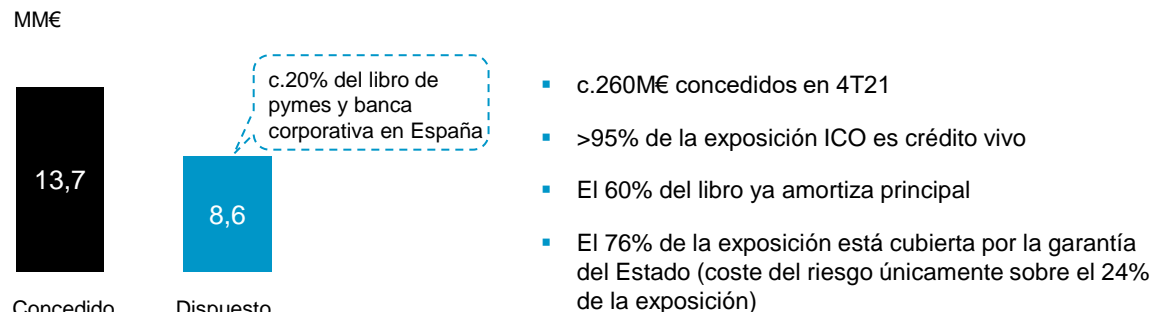 MM€
c.20% del libro de
pymes y banca
corporativa en España
13,7
8,6
Concedido
Dispuesto
▪ c.260M€ concedidos en 4T21
▪ >95% de la exposición ICO es crédito vivo
▪ El 60% del libro ya amortiza principal
▪ El 76% de la exposición está cubierta por la garantía
del Estado (coste del riesgo únicamente sobre el 24%
de la exposición)